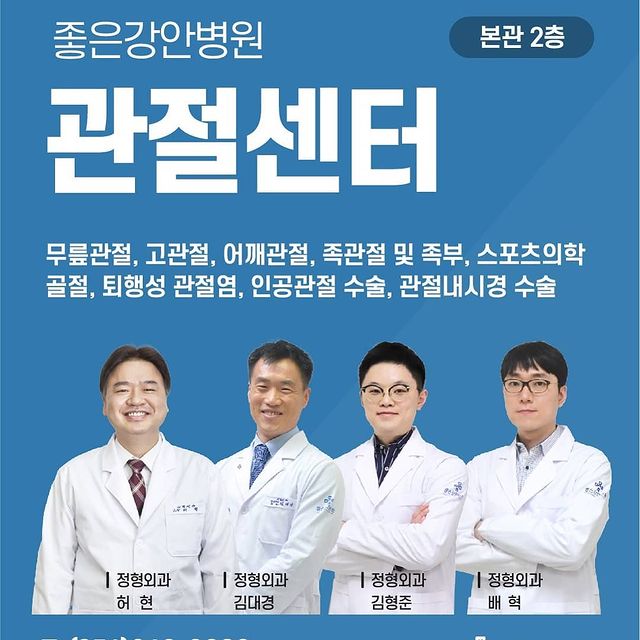 좋은강안병원
본관 2층
관절센터
무릎관절, 고관절, 어깨관절, 족관절 및 족부, 스포츠의학
골절, 퇴행성 관절염, 인공관절 수술, 관절내시경 수술
정형외과
허 현
정형외과
김대경
정형외과
김형준
정형외과
배 혁